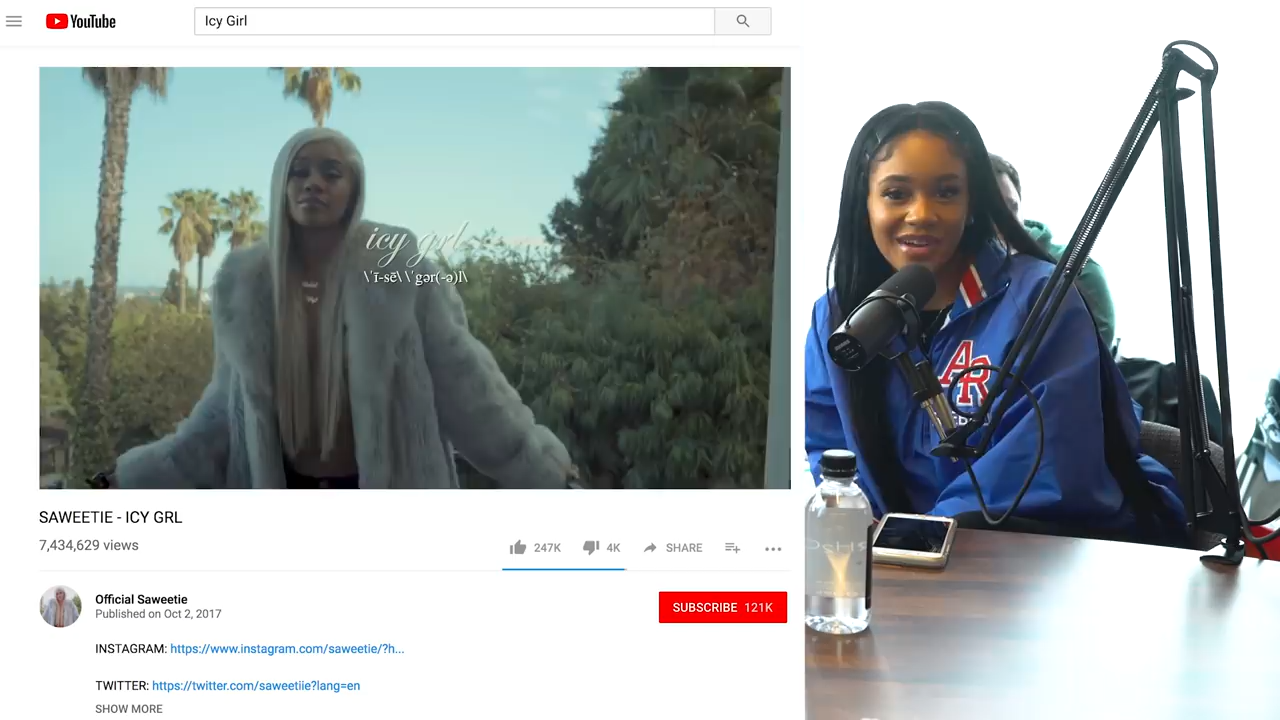 YouTube
Icy Girl
icy grl
\ˈī-sē\ \ˈgər(-ə)l\
SAWEETIE - ICY GRL
7,434,629 views
247K
4K
SHARE
Official Saweetie
Published on Oct 2, 2017
SUBSCRIBE 121K
INSTAGRAM: https://www.instagram.com/saweetie/?h...
TWITTER: https://twitter.com/saweetiie?lang=en
SHOW MORE
AR